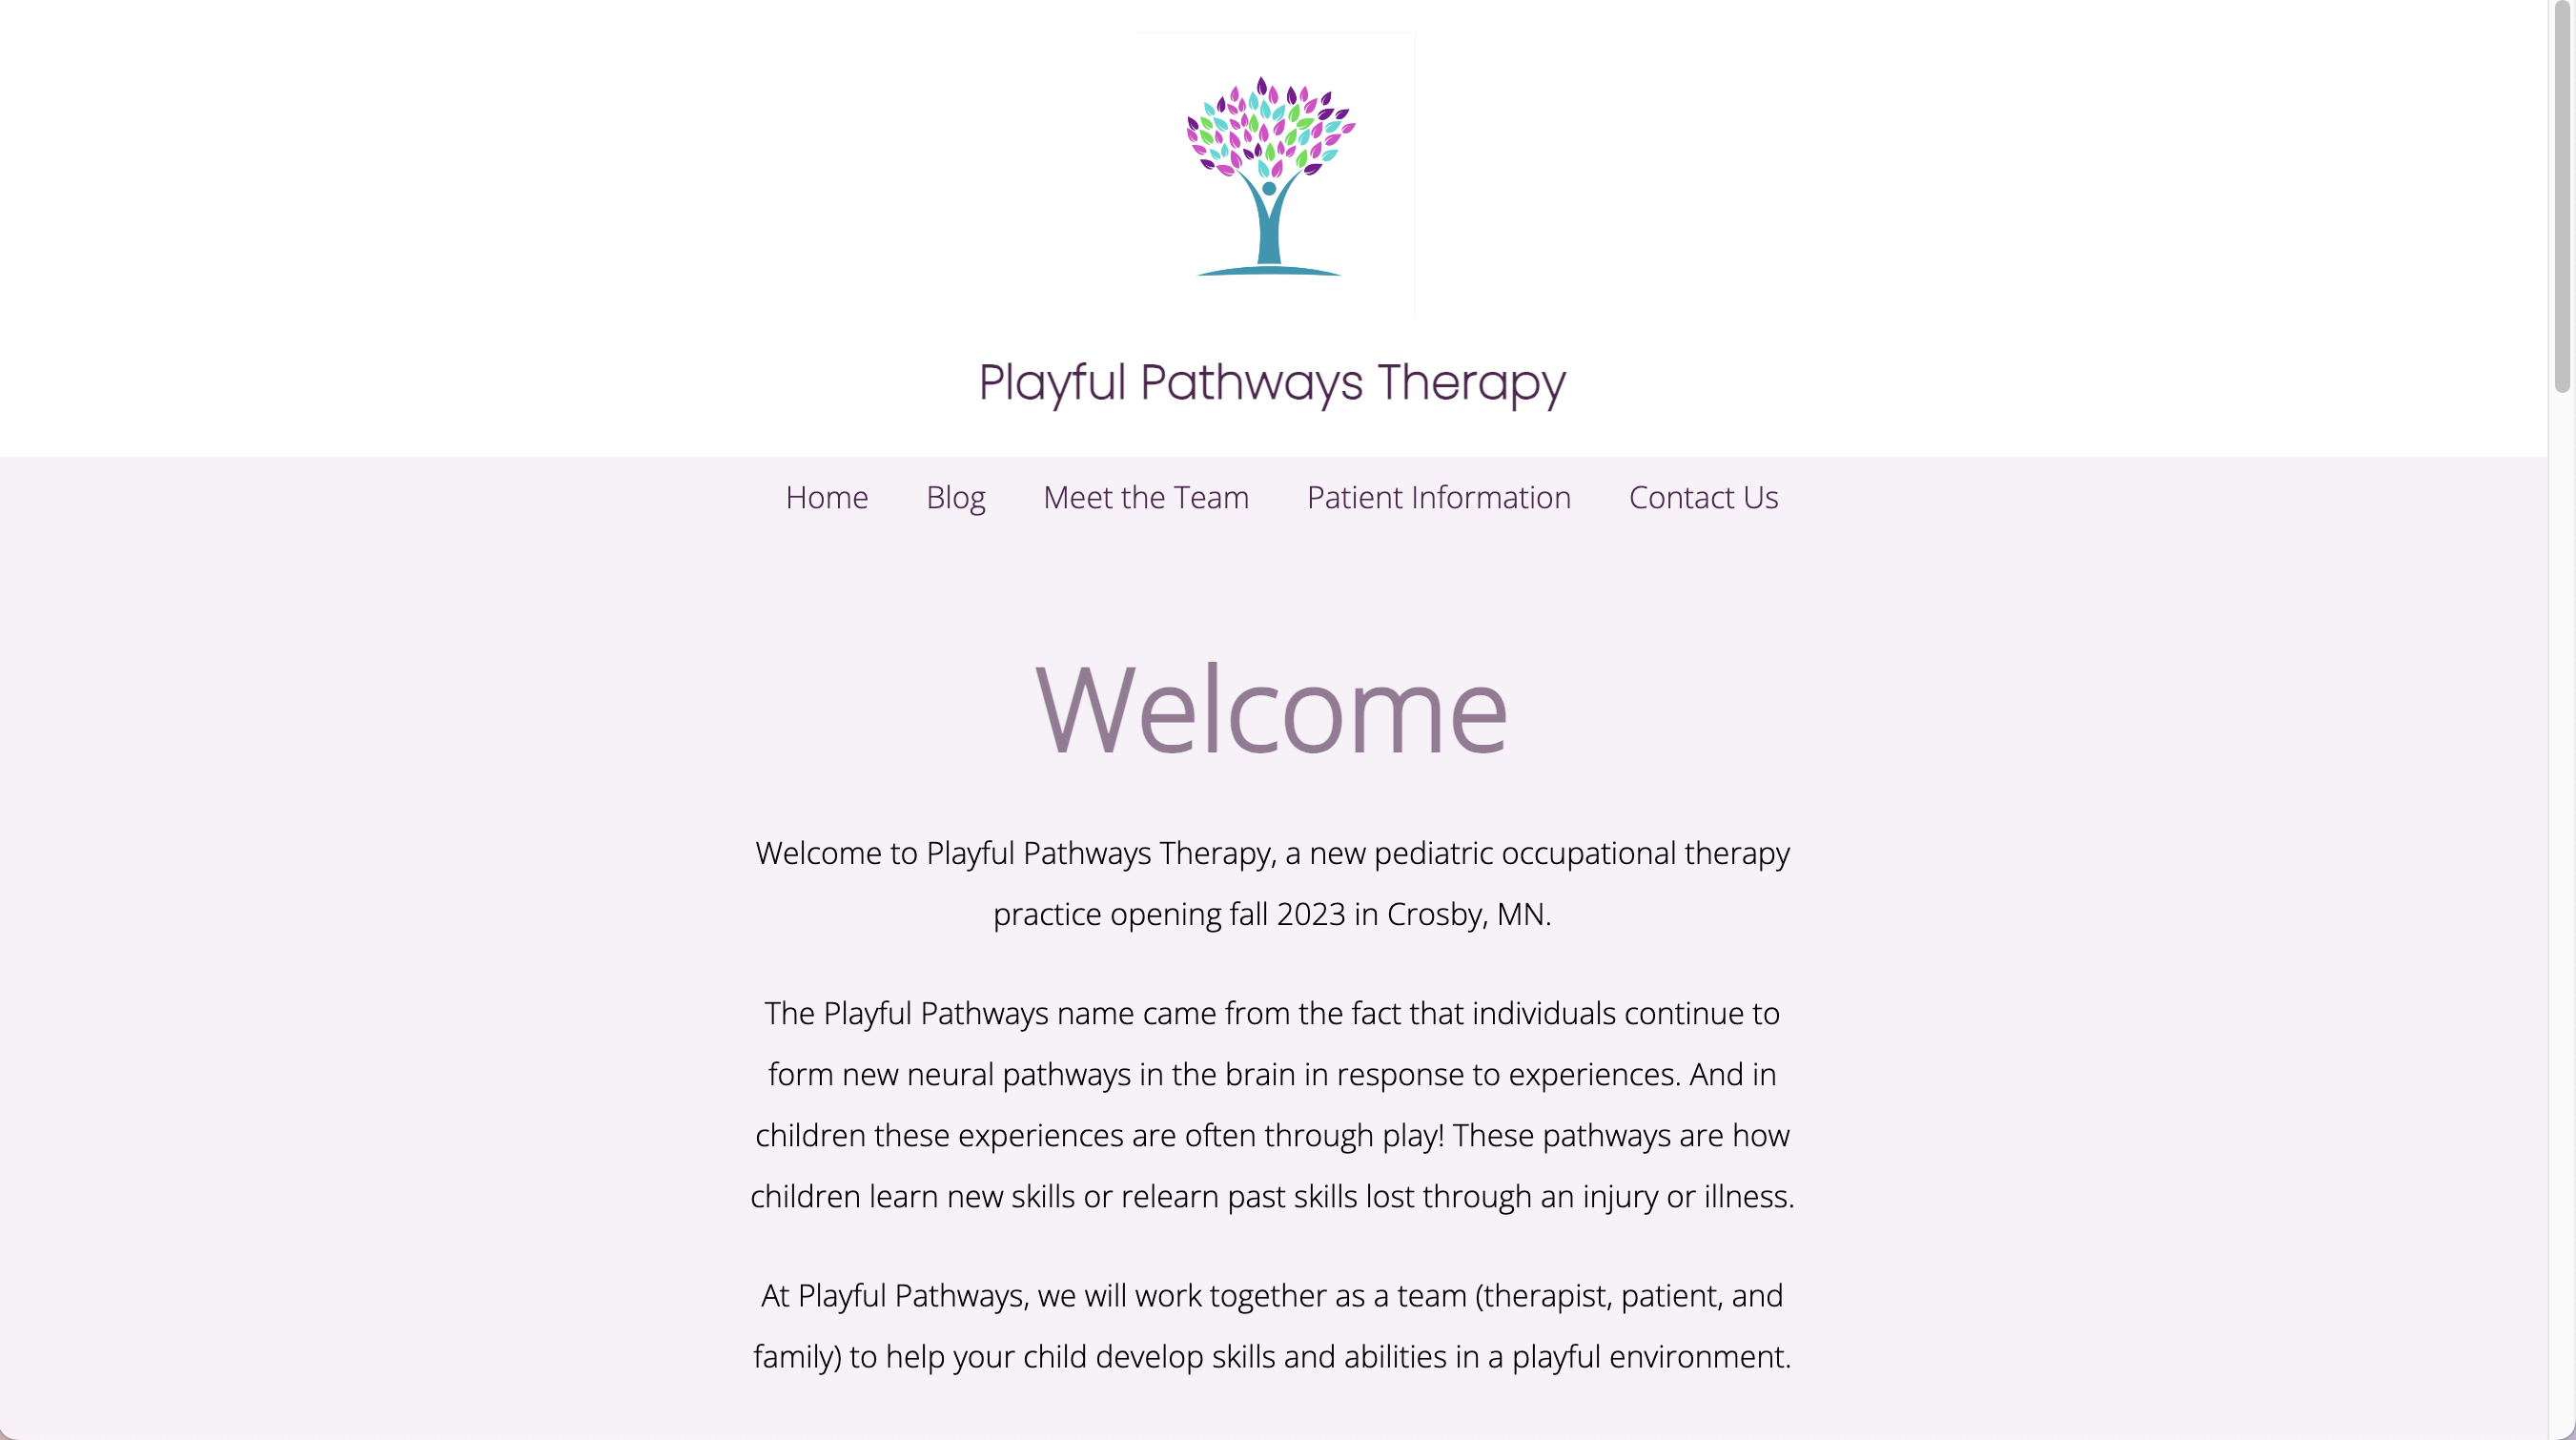 Playful Pathways Therapy
Home Blog Meet the Team Patient Information Contact Us
Welcome
Welcome to Playful Pathways Therapy, a new pediatric occupational therapy
practice opening fall 2023 in Crosby, MN.
The Playful Pathways name came from the fact that individuals continue to
form new neural pathways in the brain in response to experiences. And in
children these experiences are often through play! These pathways are how
children learn new skills or relearn past skills lost through an injury or illness.
At Playful Pathways, we will work together as a team (therapist, patient, and
family) to help your child develop skills and abilities in a playful environment.